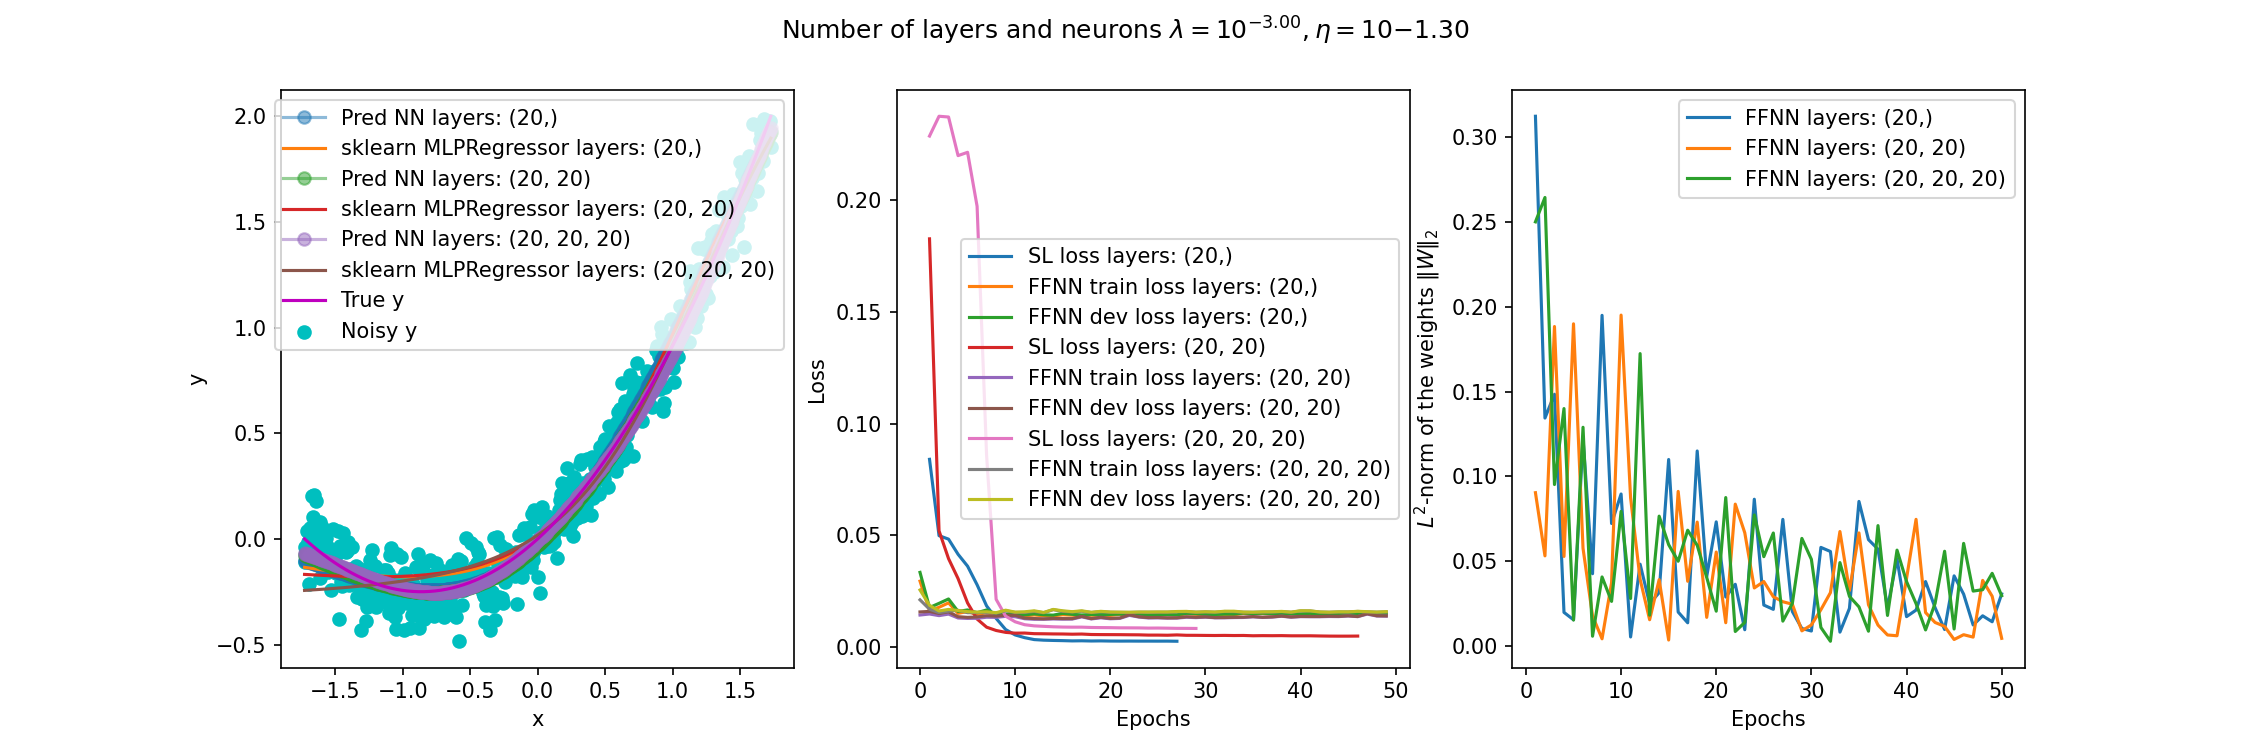 Number of layers and neurons λ = 10^{-3.00}, η = 10−1.30
Pred NN layers: (20,)
sklearn MLPRegressor layers: (20,)
Pred NN layers: (20, 20)
sklearn MLPRegressor layers: (20, 20)
Pred NN layers: (20, 20, 20)
sklearn MLPRegressor layers: (20, 20, 20)
True y
Noisy y
2.0
1.5
1.0
0.5
0.0
−0.5
y
−1.5 −1.0 −0.5 0.0 0.5 1.0 1.5
x
SL loss layers: (20,)
FFNN train loss layers: (20,)
FFNN dev loss layers: (20,)
SL loss layers: (20, 20)
FFNN train loss layers: (20, 20)
FFNN dev loss layers: (20, 20)
SL loss layers: (20, 20, 20)
FFNN train loss layers: (20, 20, 20)
FFNN dev loss layers: (20, 20, 20)
0.20
0.15
0.10
0.05
0.00
Loss
0 10 20 30 40 50
Epochs
FFNN layers: (20,)
FFNN layers: (20, 20)
FFNN layers: (20, 20, 20)
0.30
0.25
0.20
0.15
0.10
0.05
0.00
L²-norm of the weights ‖W‖₂
0 10 20 30 40 50
Epochs